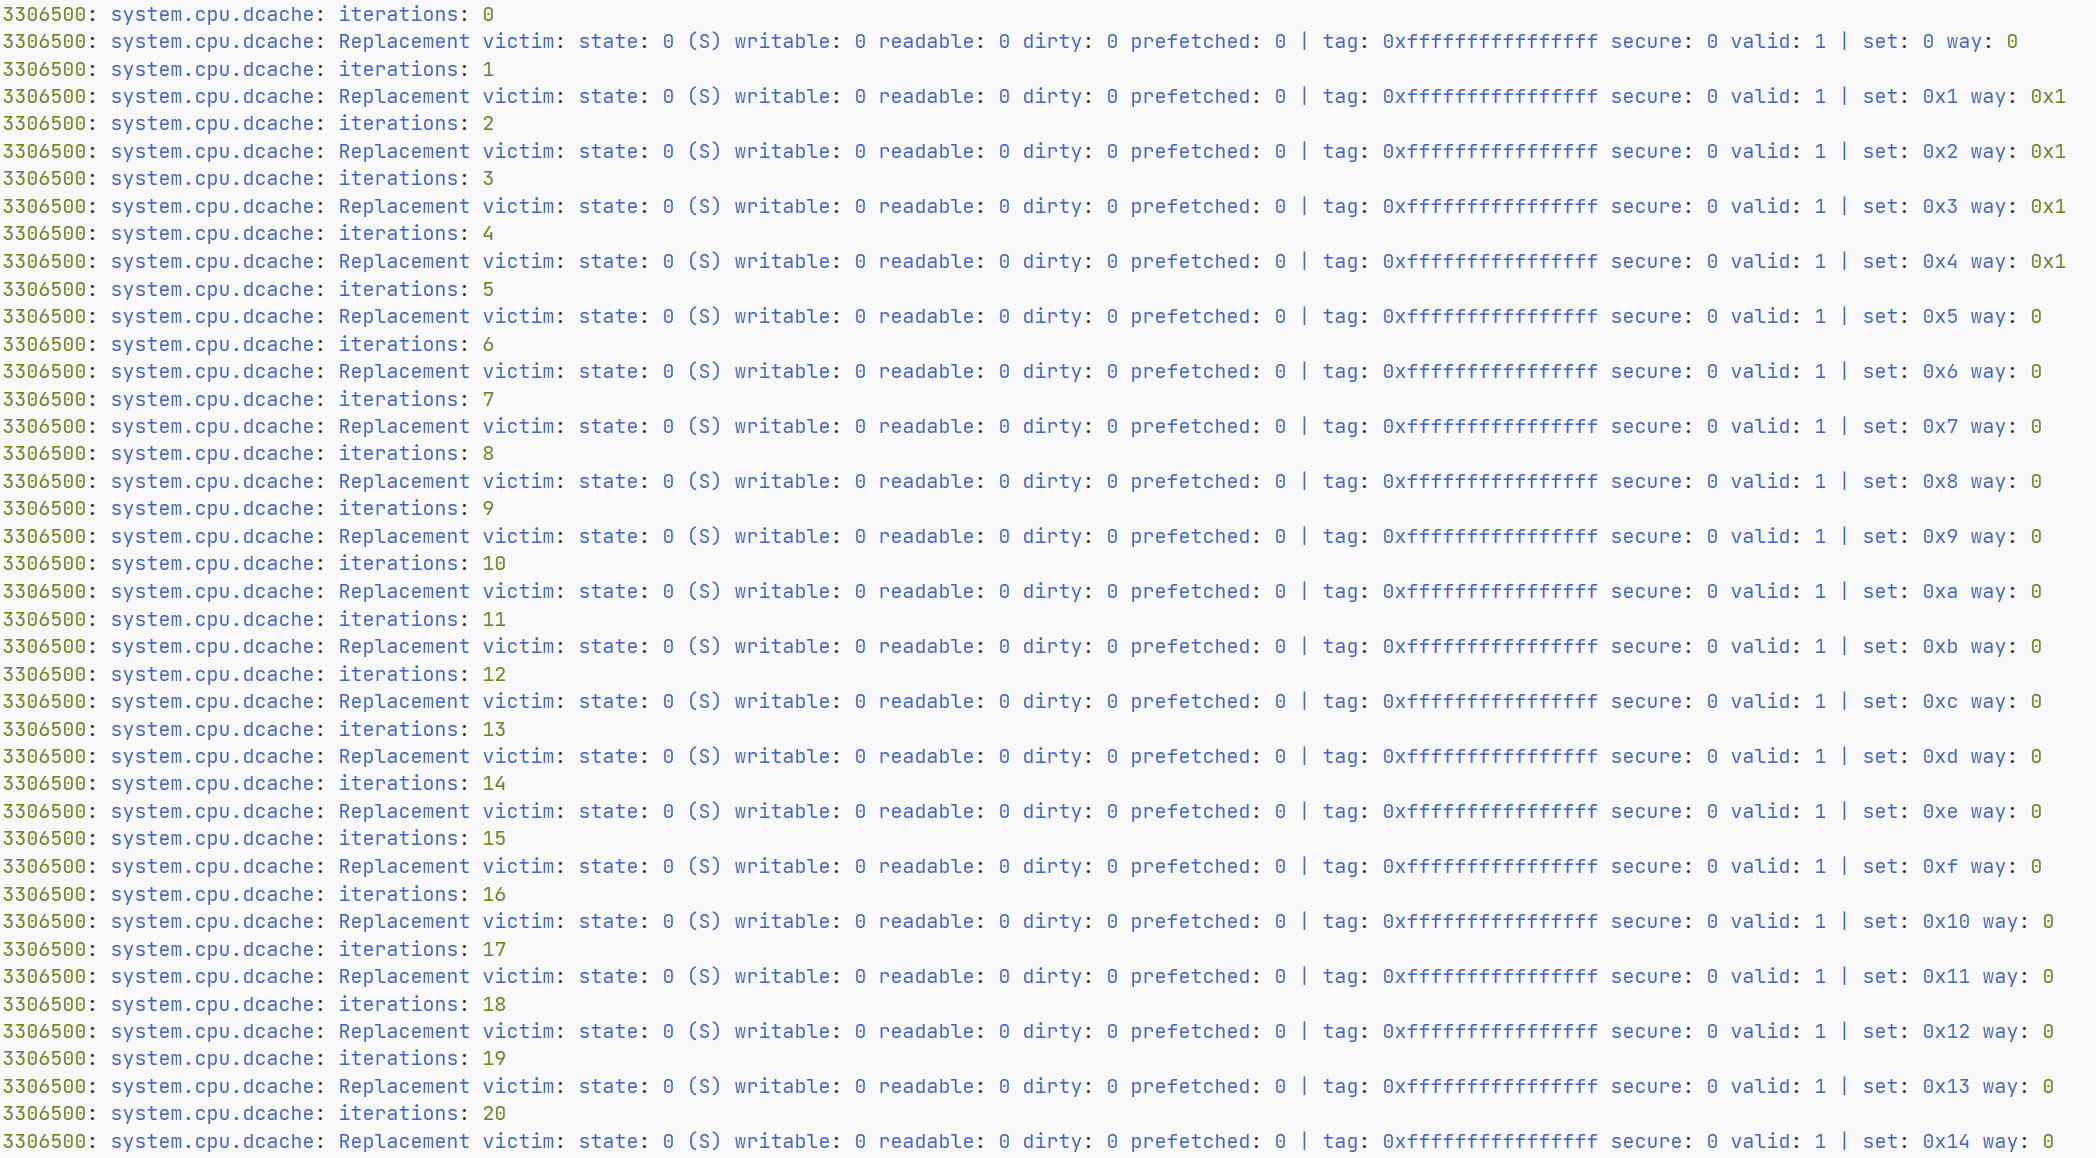 3306500: system.cpu.dcache: iterations: 0
3306500: system.cpu.dcache: Replacement victim: state: 0 (S) writable: 0 readable: 0 dirty: 0 prefetched: 0 | tag: 0xffffffffffffffff secure: 0 valid: 1 | set: 0 way: 0
3306500: system.cpu.dcache: iterations: 1
3306500: system.cpu.dcache: Replacement victim: state: 0 (S) writable: 0 readable: 0 dirty: 0 prefetched: 0 | tag: 0xffffffffffffffff secure: 0 valid: 1 | set: 0x1 way: 0x1
3306500: system.cpu.dcache: iterations: 2
3306500: system.cpu.dcache: Replacement victim: state: 0 (S) writable: 0 readable: 0 dirty: 0 prefetched: 0 | tag: 0xffffffffffffffff secure: 0 valid: 1 | set: 0x2 way: 0x1
3306500: system.cpu.dcache: iterations: 3
3306500: system.cpu.dcache: Replacement victim: state: 0 (S) writable: 0 readable: 0 dirty: 0 prefetched: 0 | tag: 0xffffffffffffffff secure: 0 valid: 1 | set: 0x3 way: 0x1
3306500: system.cpu.dcache: iterations: 4
3306500: system.cpu.dcache: Replacement victim: state: 0 (S) writable: 0 readable: 0 dirty: 0 prefetched: 0 | tag: 0xffffffffffffffff secure: 0 valid: 1 | set: 0x4 way: 0x1
3306500: system.cpu.dcache: iterations: 5
3306500: system.cpu.dcache: Replacement victim: state: 0 (S) writable: 0 readable: 0 dirty: 0 prefetched: 0 | tag: 0xffffffffffffffff secure: 0 valid: 1 | set: 0x5 way: 0
3306500: system.cpu.dcache: iterations: 6
3306500: system.cpu.dcache: Replacement victim: state: 0 (S) writable: 0 readable: 0 dirty: 0 prefetched: 0 | tag: 0xffffffffffffffff secure: 0 valid: 1 | set: 0x6 way: 0
3306500: system.cpu.dcache: iterations: 7
3306500: system.cpu.dcache: Replacement victim: state: 0 (S) writable: 0 readable: 0 dirty: 0 prefetched: 0 | tag: 0xffffffffffffffff secure: 0 valid: 1 | set: 0x7 way: 0
3306500: system.cpu.dcache: iterations: 8
3306500: system.cpu.dcache: Replacement victim: state: 0 (S) writable: 0 readable: 0 dirty: 0 prefetched: 0 | tag: 0xffffffffffffffff secure: 0 valid: 1 | set: 0x8 way: 0
3306500: system.cpu.dcache: iterations: 9
3306500: system.cpu.dcache: Replacement victim: state: 0 (S) writable: 0 readable: 0 dirty: 0 prefetched: 0 | tag: 0xffffffffffffffff secure: 0 valid: 1 | set: 0x9 way: 0
3306500: system.cpu.dcache: iterations: 10
3306500: system.cpu.dcache: Replacement victim: state: 0 (S) writable: 0 readable: 0 dirty: 0 prefetched: 0 | tag: 0xffffffffffffffff secure: 0 valid: 1 | set: 0xa way: 0
3306500: system.cpu.dcache: iterations: 11
3306500: system.cpu.dcache: Replacement victim: state: 0 (S) writable: 0 readable: 0 dirty: 0 prefetched: 0 | tag: 0xffffffffffffffff secure: 0 valid: 1 | set: 0xb way: 0
3306500: system.cpu.dcache: iterations: 12
3306500: system.cpu.dcache: Replacement victim: state: 0 (S) writable: 0 readable: 0 dirty: 0 prefetched: 0 | tag: 0xffffffffffffffff secure: 0 valid: 1 | set: 0xc way: 0
3306500: system.cpu.dcache: iterations: 13
3306500: system.cpu.dcache: Replacement victim: state: 0 (S) writable: 0 readable: 0 dirty: 0 prefetched: 0 | tag: 0xffffffffffffffff secure: 0 valid: 1 | set: 0xd way: 0
3306500: system.cpu.dcache: iterations: 14
3306500: system.cpu.dcache: Replacement victim: state: 0 (S) writable: 0 readable: 0 dirty: 0 prefetched: 0 | tag: 0xffffffffffffffff secure: 0 valid: 1 | set: 0xe way: 0
3306500: system.cpu.dcache: iterations: 15
3306500: system.cpu.dcache: Replacement victim: state: 0 (S) writable: 0 readable: 0 dirty: 0 prefetched: 0 | tag: 0xffffffffffffffff secure: 0 valid: 1 | set: 0xf way: 0
3306500: system.cpu.dcache: iterations: 16
3306500: system.cpu.dcache: Replacement victim: state: 0 (S) writable: 0 readable: 0 dirty: 0 prefetched: 0 | tag: 0xffffffffffffffff secure: 0 valid: 1 | set: 0x10 way: 0
3306500: system.cpu.dcache: iterations: 17
3306500: system.cpu.dcache: Replacement victim: state: 0 (S) writable: 0 readable: 0 dirty: 0 prefetched: 0 | tag: 0xffffffffffffffff secure: 0 valid: 1 | set: 0x11 way: 0
3306500: system.cpu.dcache: iterations: 18
3306500: system.cpu.dcache: Replacement victim: state: 0 (S) writable: 0 readable: 0 dirty: 0 prefetched: 0 | tag: 0xffffffffffffffff secure: 0 valid: 1 | set: 0x12 way: 0
3306500: system.cpu.dcache: iterations: 19
3306500: system.cpu.dcache: Replacement victim: state: 0 (S) writable: 0 readable: 0 dirty: 0 prefetched: 0 | tag: 0xffffffffffffffff secure: 0 valid: 1 | set: 0x13 way: 0
3306500: system.cpu.dcache: iterations: 20
3306500: system.cpu.dcache: Replacement victim: state: 0 (S) writable: 0 readable: 0 dirty: 0 prefetched: 0 | tag: 0xffffffffffffffff secure: 0 valid: 1 | set: 0x14 way: 0